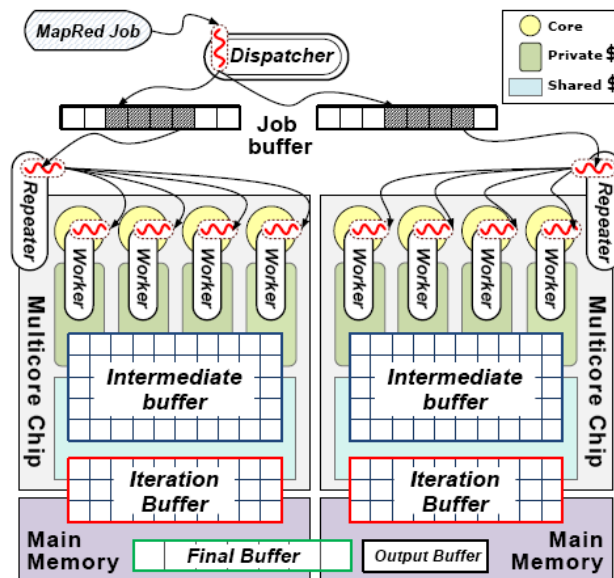 MapRed Job
Dispatcher
Core
Private $
Shared $
Job
buffer
Repeater
Repeater
Worker
Worker
Worker
Worker
Worker
Worker
Worker
Worker
Multicore Chip
Multicore Chip
Intermediate
buffer
Intermediate
buffer
Iteration
Buffer
Iteration
Buffer
Main
Memory
Final Buffer
Output Buffer
Main
Memory